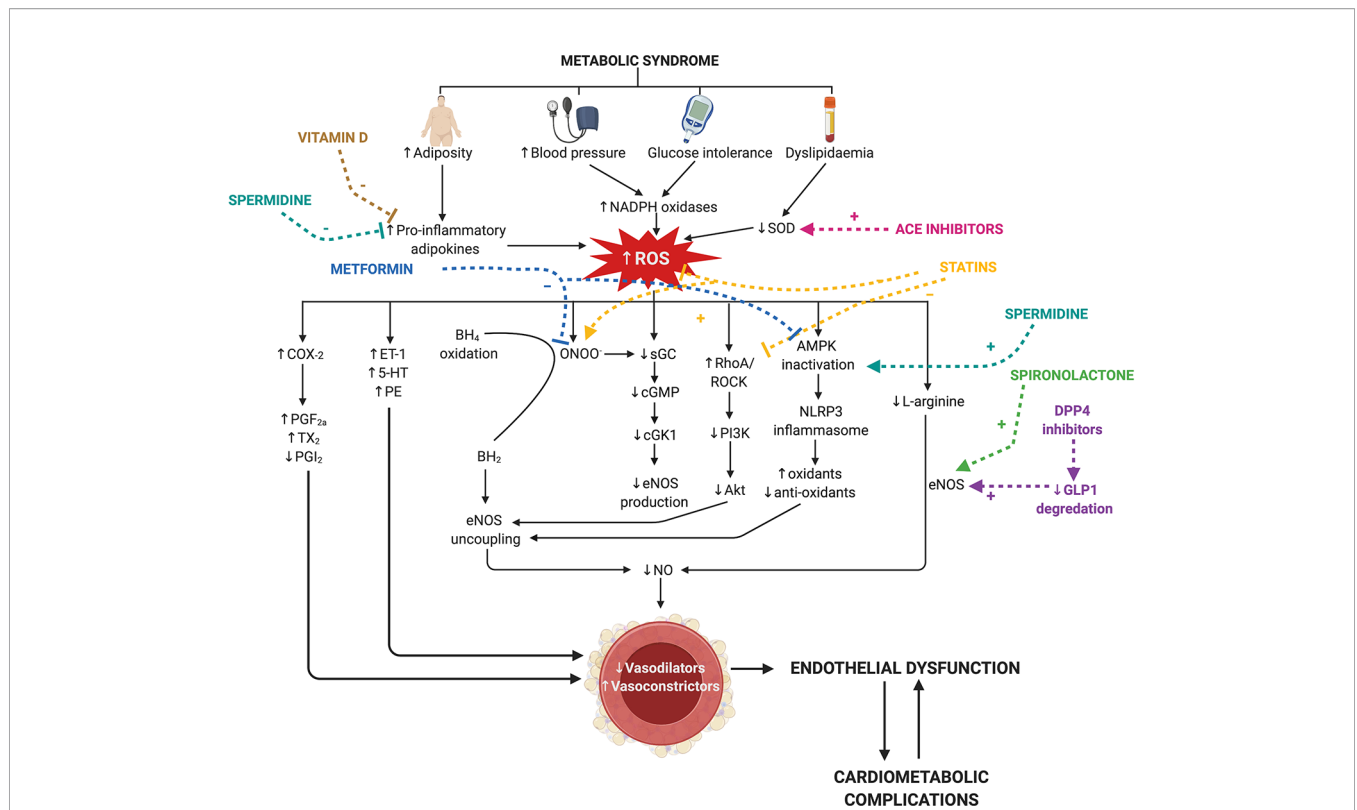 METABOLIC SYNDROME
VITAMIN D
↑Adiposity
↑Blood pressure
Glucose intolerance
Dyslipidaemia
–
SPERMIDINE
–
↑Pro-inflammatory
adipokines
↑NADPH oxidases
↓SOD
+
ACE INHIBITORS
↑ROS
METFORMIN
–
STATINS
–
+
SPERMIDINE
+
↑COX-2
↑ET-1
↑5-HT
↑PE
BH₄
oxidation
ONOO⁻
↓sGC
↑RhoA/
ROCK
AMPK
inactivation
SPIRONOLACTONE
+
↓L-arginine
DPP4
inhibitors
↑PGF₂ₐ
↑TX₂
↓PGI₂
↓cGMP
↓cGK1
↓PI3K
NLRP3
inflammasome
BH₂
↓eNOS
production
↓Akt
↑oxidants
↓anti-oxidants
eNOS
+
↓GLP1
degredation
eNOS
uncoupling
↓NO
↓Vasodilators
↑Vasoconstrictors
ENDOTHELIAL DYSFUNCTION
CARDIOMETABOLIC
COMPLICATIONS